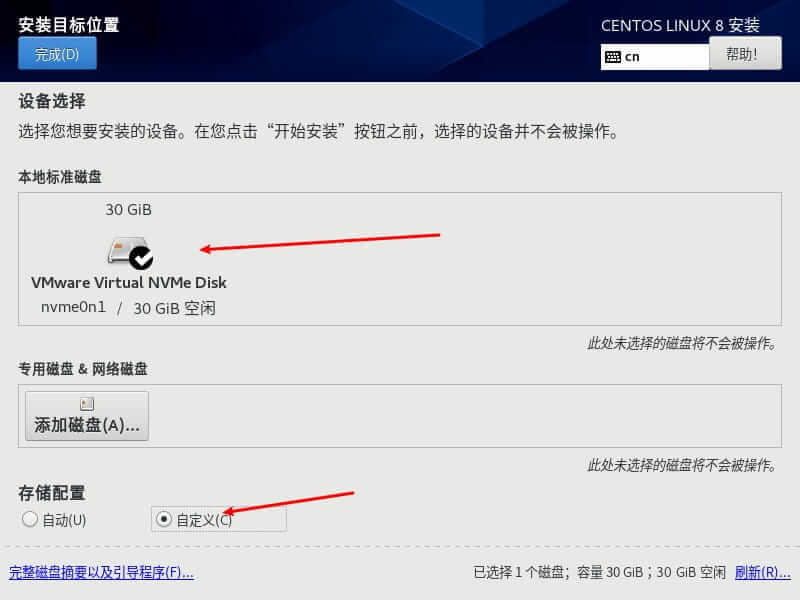 安装目标位置
CENTOS LINUX 8 安装
完成(D)
cn
帮助!
设备选择
选择您想要安装的设备。在您点击“开始安装”按钮之前，选择的设备并不会被操作。
本地标准磁盘
30 GiB
VMware Virtual NVMe Disk
nvme0n1 / 30 GiB 空闲
此处未选择的磁盘将不会被操作。
专用磁盘 & 网络磁盘
添加磁盘(A)...
此处未选择的磁盘将不会被操作。
存储配置
自动(U) 自定义(C)
完整磁盘摘要以及引导程序(F)... 已选择 1 个磁盘；容量 30 GiB；30 GiB 空闲 刷新(R)...